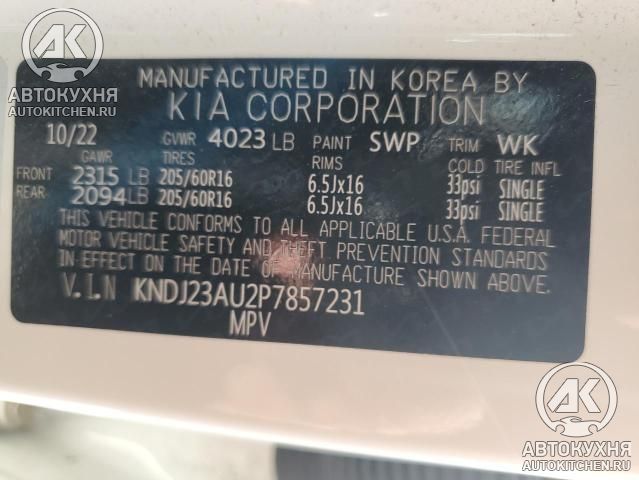 AK
АВТОКУХНЯ
AUTOKITCHEN.RU
MANUFACTURED IN KOREA BY
KIA CORPORATION
10/22 GVWR 4023 LB PAINT SWP TRIM WK
GAWR TIRES RIMS COLD TIRE INFL
FRONT 2315 LB 205/60R16 6.5Jx16 33psi SINGLE
REAR 2094 LB 205/60R16 6.5Jx16 33psi SINGLE
THIS VEHICLE CONFORMS TO ALL APPLICABLE U.S.A. FEDERAL
MOTOR VEHICLE SAFETY AND THEFT PREVENTION STANDARDS
IN EFFECT ON THE DATE OF MANUFACTURE SHOWN ABOVE.
V.I.N KNDJ23AU2P7857231
MPV
AK
АВТОКУХНЯ
AUTOKITCHEN.RU